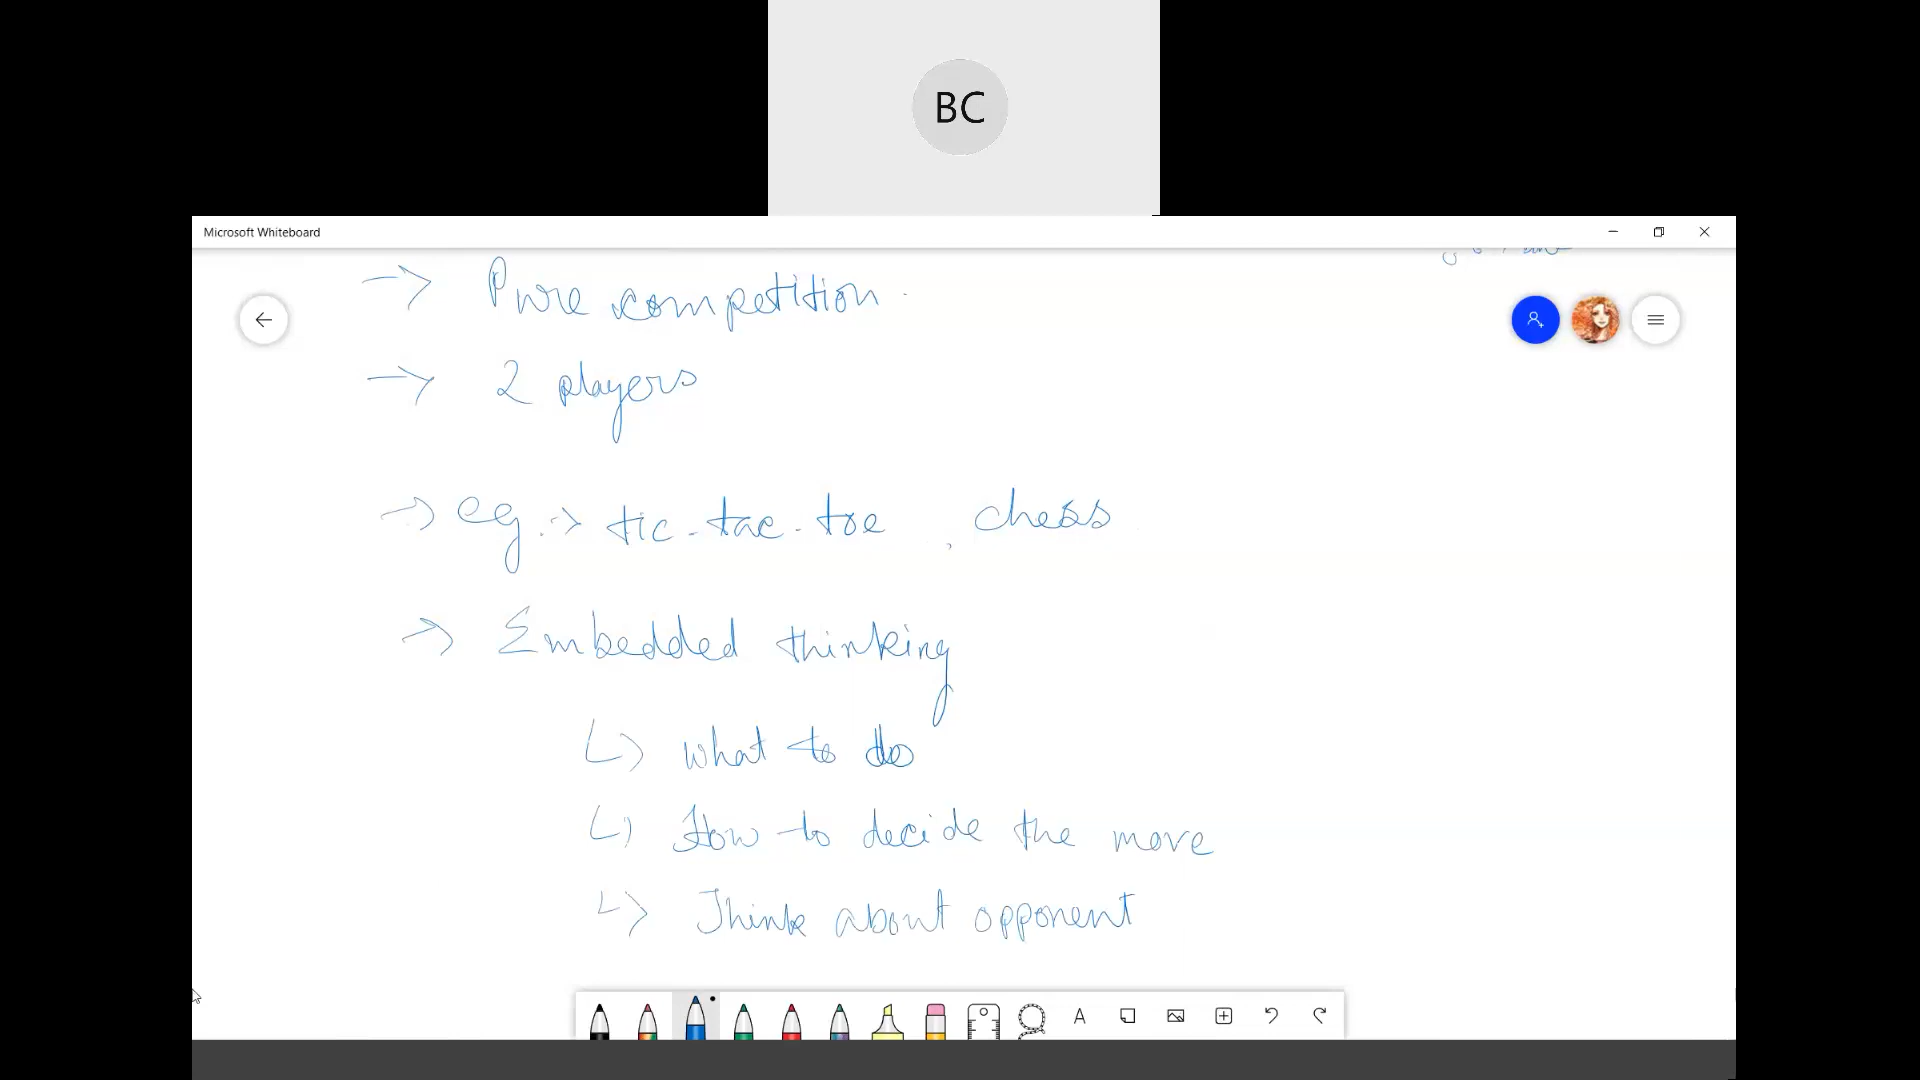 BC
Microsoft Whiteboard
→ Pure competition.
→ 2 players
→ eg. → tic-tac-toe, chess
→ Embedded thinking
↳ what to do
↳ How to decide the move
↳ Think about opponent
A